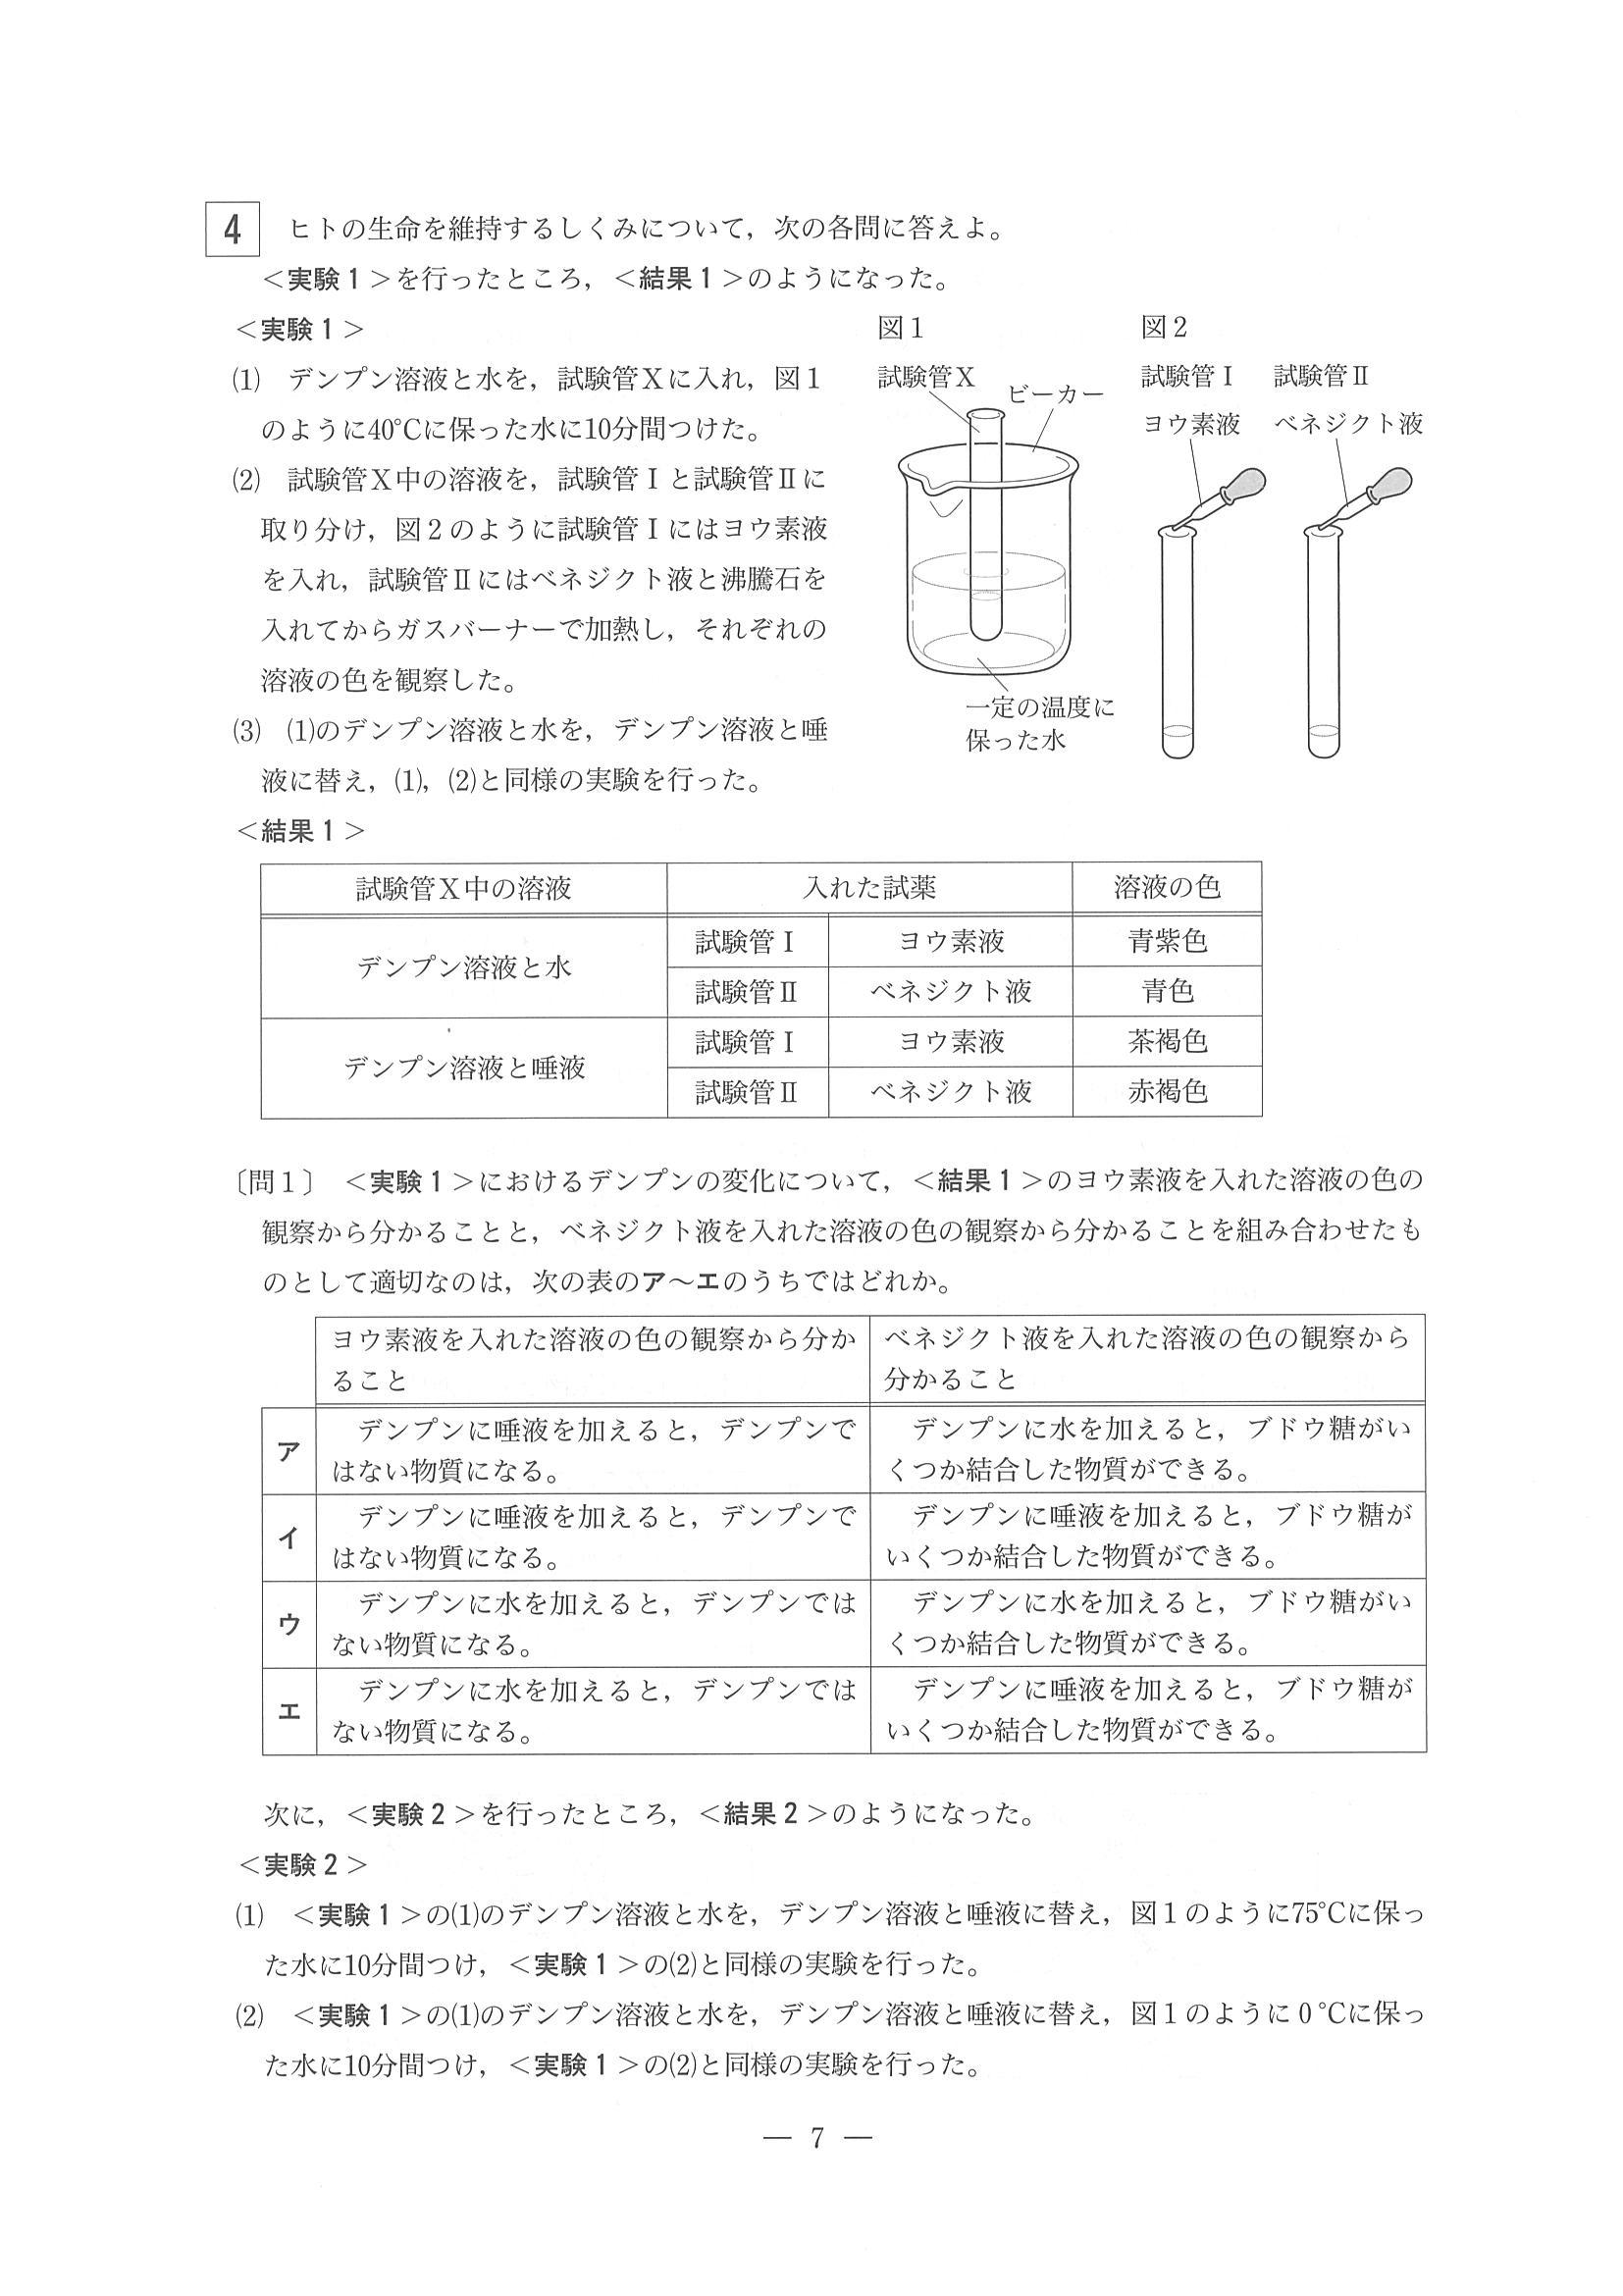 4 ヒトの生命を維持するしくみについて，次の各問に答えよ。
＜実験1＞を行ったところ，＜結果1＞のようになった。
＜実験1＞
(1) デンプン溶液と水を，試験管Xに入れ，図1
のように40℃に保った水に10分間つけた。
(2) 試験管X中の溶液を，試験管Ⅰと試験管Ⅱに
取り分け，図2のように試験管Ⅰにはヨウ素液
を入れ，試験管Ⅱにはベネジクト液と沸騰石を
入れてからガスバーナーで加熱し，それぞれの
溶液の色を観察した。
(3) (1)のデンプン溶液と水を，デンプン溶液と唾
液に替え，(1)，(2)と同様の実験を行った。
図1
試験管X
ビーカー
一定の温度に
保った水
図2
試験管Ⅰ 試験管Ⅱ
ヨウ素液 ベネジクト液
＜結果1＞
試験管X中の溶液 入れた試薬 溶液の色
デンプン溶液と水 試験管Ⅰ ヨウ素液 青紫色
試験管Ⅱ ベネジクト液 青色
デンプン溶液と唾液 試験管Ⅰ ヨウ素液 茶褐色
試験管Ⅱ ベネジクト液 赤褐色
〔問1〕 ＜実験1＞におけるデンプンの変化について，＜結果1＞のヨウ素液を入れた溶液の色の
観察から分かることと，ベネジクト液を入れた溶液の色の観察から分かることを組み合わせたも
のとして適切なのは，次の表のア～エのうちではどれか。
ヨウ素液を入れた溶液の色の観察から分か
ること
ベネジクト液を入れた溶液の色の観察から
分かること
ア
デンプンに唾液を加えると，デンプンで
はない物質になる。
デンプンに水を加えると，ブドウ糖がい
くつか結合した物質ができる。
イ
デンプンに唾液を加えると，デンプンで
はない物質になる。
デンプンに唾液を加えると，ブドウ糖が
いくつか結合した物質ができる。
ウ
デンプンに水を加えると，デンプンでは
ない物質になる。
デンプンに水を加えると，ブドウ糖がい
くつか結合した物質ができる。
エ
デンプンに水を加えると，デンプンでは
ない物質になる。
デンプンに唾液を加えると，ブドウ糖が
いくつか結合した物質ができる。
次に，＜実験2＞を行ったところ，＜結果2＞のようになった。
＜実験2＞
(1) ＜実験1＞の(1)のデンプン溶液と水を，デンプン溶液と唾液に替え，図1のように75℃に保っ
た水に10分間つけ，＜実験1＞の(2)と同様の実験を行った。
(2) ＜実験1＞の(1)のデンプン溶液と水を，デンプン溶液と唾液に替え，図1のように0℃に保っ
た水に10分間つけ，＜実験1＞の(2)と同様の実験を行った。
— 7 —